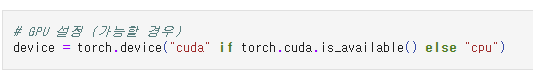 # GPU 설정 (가능할 경우)
device = torch.device("cuda" if torch.cuda.is_available() else "cpu")